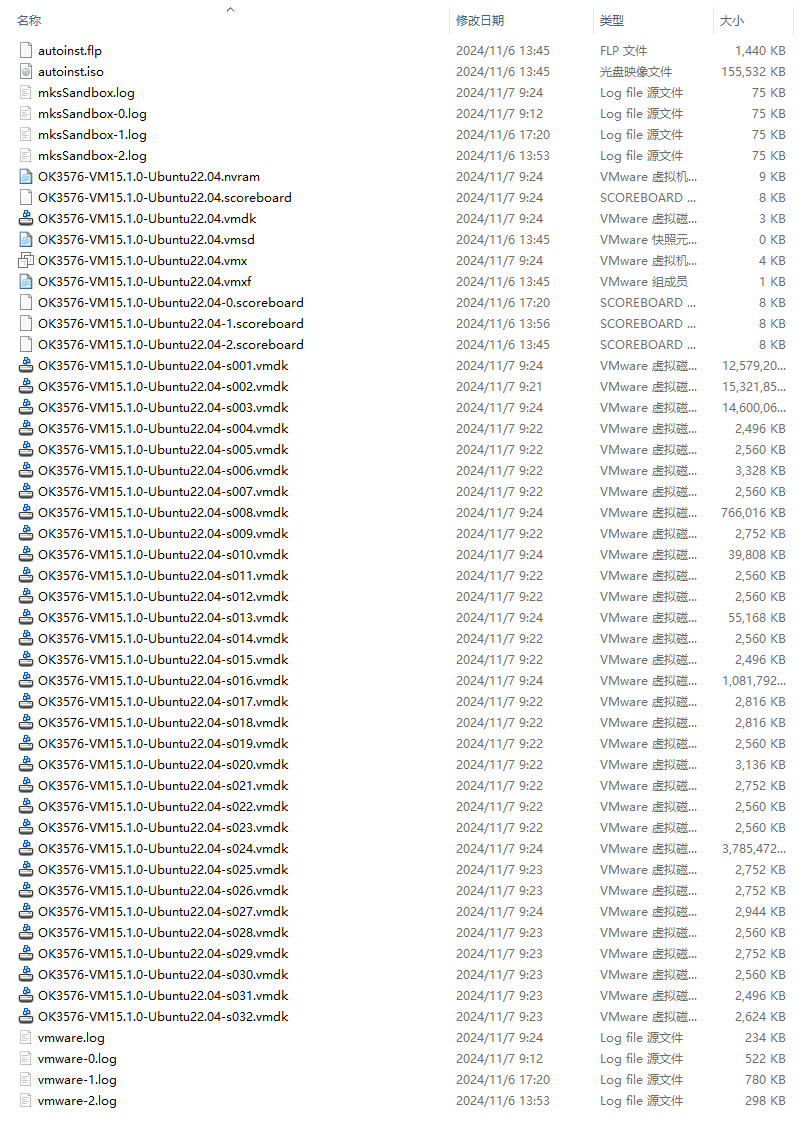 名称 修改日期 类型 大小
autoinst.flp 2024/11/6 13:45 FLP 文件 1,440 KB
autoinst.iso 2024/11/6 13:45 光盘映像文件 155,532 KB
mksSandbox.log 2024/11/7 9:24 Log file 源文件 75 KB
mksSandbox-0.log 2024/11/7 9:12 Log file 源文件 75 KB
mksSandbox-1.log 2024/11/6 17:20 Log file 源文件 75 KB
mksSandbox-2.log 2024/11/6 13:53 Log file 源文件 75 KB
OK3576-VM15.1.0-Ubuntu22.04.nvram 2024/11/7 9:24 VMware 虚拟机... 9 KB
OK3576-VM15.1.0-Ubuntu22.04.scoreboard 2024/11/7 9:24 SCOREBOARD ... 8 KB
OK3576-VM15.1.0-Ubuntu22.04.vmdk 2024/11/7 9:24 VMware 虚拟磁... 3 KB
OK3576-VM15.1.0-Ubuntu22.04.vmsd 2024/11/6 13:45 VMware 快照元... 0 KB
OK3576-VM15.1.0-Ubuntu22.04.vmx 2024/11/7 9:24 VMware 虚拟机... 4 KB
OK3576-VM15.1.0-Ubuntu22.04.vmxf 2024/11/6 13:45 VMware 组成员 1 KB
OK3576-VM15.1.0-Ubuntu22.04-0.scoreboard 2024/11/6 17:20 SCOREBOARD ... 8 KB
OK3576-VM15.1.0-Ubuntu22.04-1.scoreboard 2024/11/6 13:56 SCOREBOARD ... 8 KB
OK3576-VM15.1.0-Ubuntu22.04-2.scoreboard 2024/11/6 13:45 SCOREBOARD ... 8 KB
OK3576-VM15.1.0-Ubuntu22.04-s001.vmdk 2024/11/7 9:24 VMware 虚拟磁... 12,579,20...
OK3576-VM15.1.0-Ubuntu22.04-s002.vmdk 2024/11/7 9:21 VMware 虚拟磁... 15,321,85...
OK3576-VM15.1.0-Ubuntu22.04-s003.vmdk 2024/11/7 9:24 VMware 虚拟磁... 14,600,06...
OK3576-VM15.1.0-Ubuntu22.04-s004.vmdk 2024/11/7 9:22 VMware 虚拟磁... 2,496 KB
OK3576-VM15.1.0-Ubuntu22.04-s005.vmdk 2024/11/7 9:22 VMware 虚拟磁... 2,560 KB
OK3576-VM15.1.0-Ubuntu22.04-s006.vmdk 2024/11/7 9:22 VMware 虚拟磁... 3,328 KB
OK3576-VM15.1.0-Ubuntu22.04-s007.vmdk 2024/11/7 9:22 VMware 虚拟磁... 2,560 KB
OK3576-VM15.1.0-Ubuntu22.04-s008.vmdk 2024/11/7 9:24 VMware 虚拟磁... 766,016 KB
OK3576-VM15.1.0-Ubuntu22.04-s009.vmdk 2024/11/7 9:22 VMware 虚拟磁... 2,752 KB
OK3576-VM15.1.0-Ubuntu22.04-s010.vmdk 2024/11/7 9:24 VMware 虚拟磁... 39,808 KB
OK3576-VM15.1.0-Ubuntu22.04-s011.vmdk 2024/11/7 9:22 VMware 虚拟磁... 2,560 KB
OK3576-VM15.1.0-Ubuntu22.04-s012.vmdk 2024/11/7 9:22 VMware 虚拟磁... 2,560 KB
OK3576-VM15.1.0-Ubuntu22.04-s013.vmdk 2024/11/7 9:24 VMware 虚拟磁... 55,168 KB
OK3576-VM15.1.0-Ubuntu22.04-s014.vmdk 2024/11/7 9:22 VMware 虚拟磁... 2,560 KB
OK3576-VM15.1.0-Ubuntu22.04-s015.vmdk 2024/11/7 9:22 VMware 虚拟磁... 2,496 KB
OK3576-VM15.1.0-Ubuntu22.04-s016.vmdk 2024/11/7 9:24 VMware 虚拟磁... 1,081,792...
OK3576-VM15.1.0-Ubuntu22.04-s017.vmdk 2024/11/7 9:22 VMware 虚拟磁... 2,816 KB
OK3576-VM15.1.0-Ubuntu22.04-s018.vmdk 2024/11/7 9:22 VMware 虚拟磁... 2,816 KB
OK3576-VM15.1.0-Ubuntu22.04-s019.vmdk 2024/11/7 9:22 VMware 虚拟磁... 2,560 KB
OK3576-VM15.1.0-Ubuntu22.04-s020.vmdk 2024/11/7 9:22 VMware 虚拟磁... 3,136 KB
OK3576-VM15.1.0-Ubuntu22.04-s021.vmdk 2024/11/7 9:22 VMware 虚拟磁... 2,752 KB
OK3576-VM15.1.0-Ubuntu22.04-s022.vmdk 2024/11/7 9:22 VMware 虚拟磁... 2,560 KB
OK3576-VM15.1.0-Ubuntu22.04-s023.vmdk 2024/11/7 9:22 VMware 虚拟磁... 2,560 KB
OK3576-VM15.1.0-Ubuntu22.04-s024.vmdk 2024/11/7 9:24 VMware 虚拟磁... 3,785,472...
OK3576-VM15.1.0-Ubuntu22.04-s025.vmdk 2024/11/7 9:23 VMware 虚拟磁... 2,752 KB
OK3576-VM15.1.0-Ubuntu22.04-s026.vmdk 2024/11/7 9:23 VMware 虚拟磁... 2,752 KB
OK3576-VM15.1.0-Ubuntu22.04-s027.vmdk 2024/11/7 9:24 VMware 虚拟磁... 2,944 KB
OK3576-VM15.1.0-Ubuntu22.04-s028.vmdk 2024/11/7 9:23 VMware 虚拟磁... 2,560 KB
OK3576-VM15.1.0-Ubuntu22.04-s029.vmdk 2024/11/7 9:23 VMware 虚拟磁... 2,752 KB
OK3576-VM15.1.0-Ubuntu22.04-s030.vmdk 2024/11/7 9:23 VMware 虚拟磁... 2,560 KB
OK3576-VM15.1.0-Ubuntu22.04-s031.vmdk 2024/11/7 9:23 VMware 虚拟磁... 2,496 KB
OK3576-VM15.1.0-Ubuntu22.04-s032.vmdk 2024/11/7 9:23 VMware 虚拟磁... 2,624 KB
vmware.log 2024/11/7 9:24 Log file 源文件 234 KB
vmware-0.log 2024/11/7 9:12 Log file 源文件 522 KB
vmware-1.log 2024/11/6 17:20 Log file 源文件 780 KB
vmware-2.log 2024/11/6 13:53 Log file 源文件 298 KB